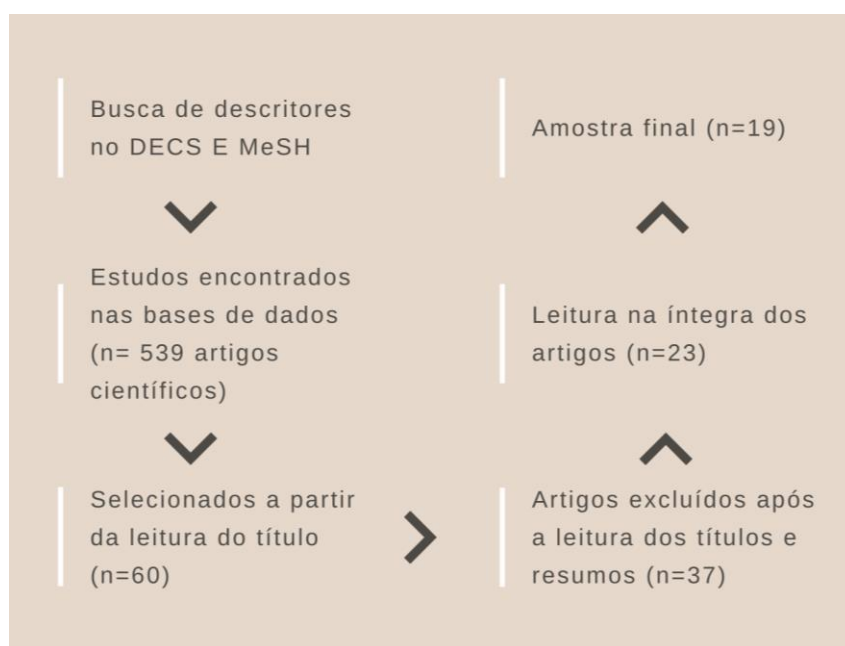 Busca de descritores
no DECS E MeSH
Estudos encontrados
nas bases de dados
(n= 539 artigos
científicos)
Selecionados a partir
da leitura do título
(n=60)
Artigos excluídos após
a leitura dos títulos e
resumos (n=37)
Leitura na íntegra dos
artigos (n=23)
Amostra final (n=19)